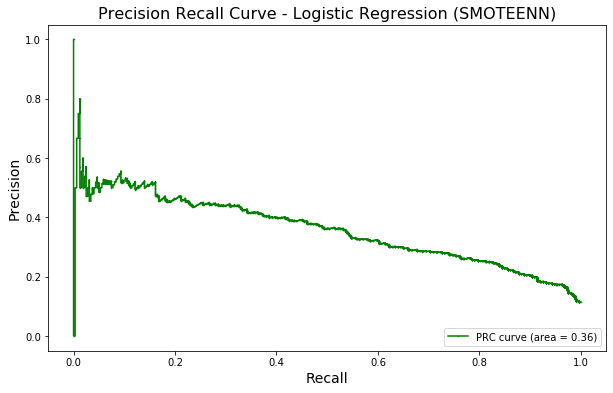 Precision Recall Curve - Logistic Regression (SMOTEENN)
1.0
0.8
0.6
0.4
0.2
0.0
Precision
0.0 0.2 0.4 0.6 0.8 1.0
Recall
PRC curve (area = 0.36)